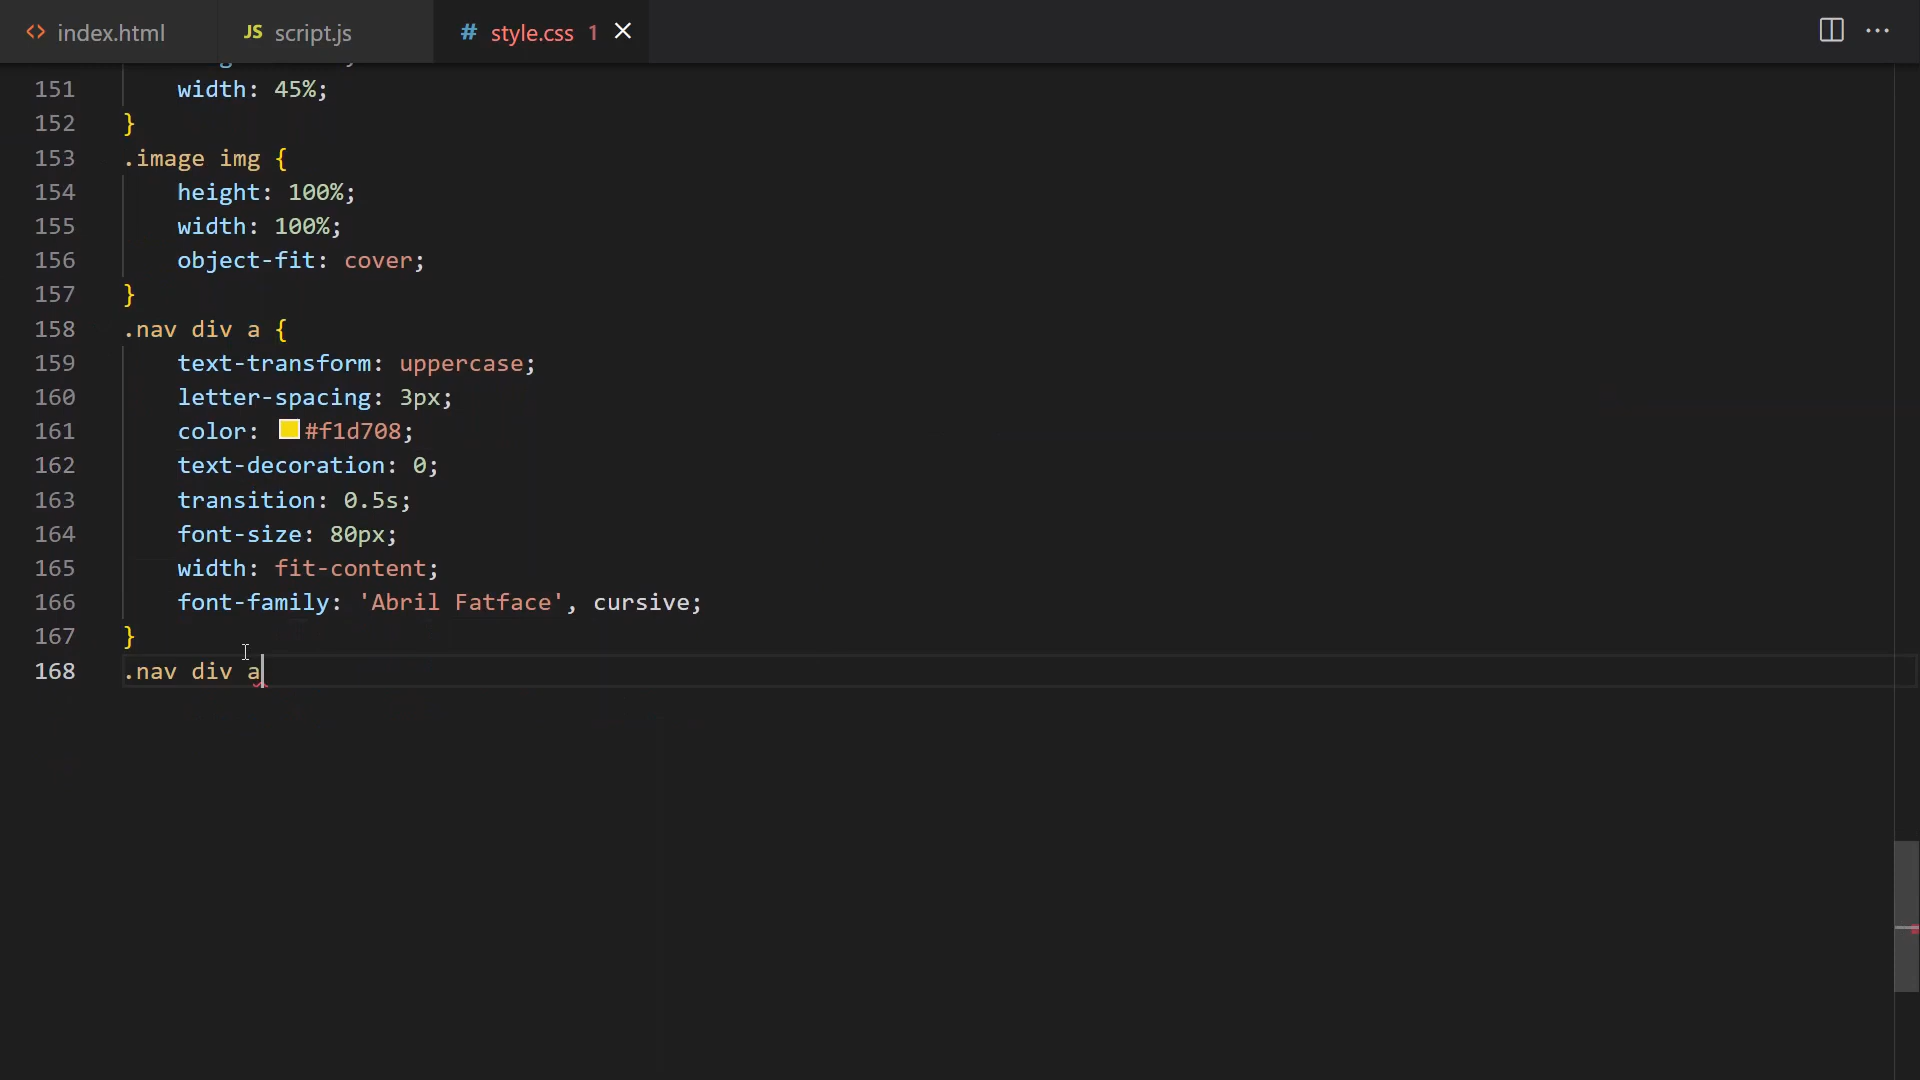 index.html
JS script.js
# style.css 1
151 width: 45%;
152 }
153 .image img {
154 height: 100%;
155 width: 100%;
156 object-fit: cover;
157 }
158 .nav div a {
159 text-transform: uppercase;
160 letter-spacing: 3px;
161 color: #f1d708;
162 text-decoration: 0;
163 transition: 0.5s;
164 font-size: 80px;
165 width: fit-content;
166 font-family: 'Abril Fatface', cursive;
167 }
168 .nav div a